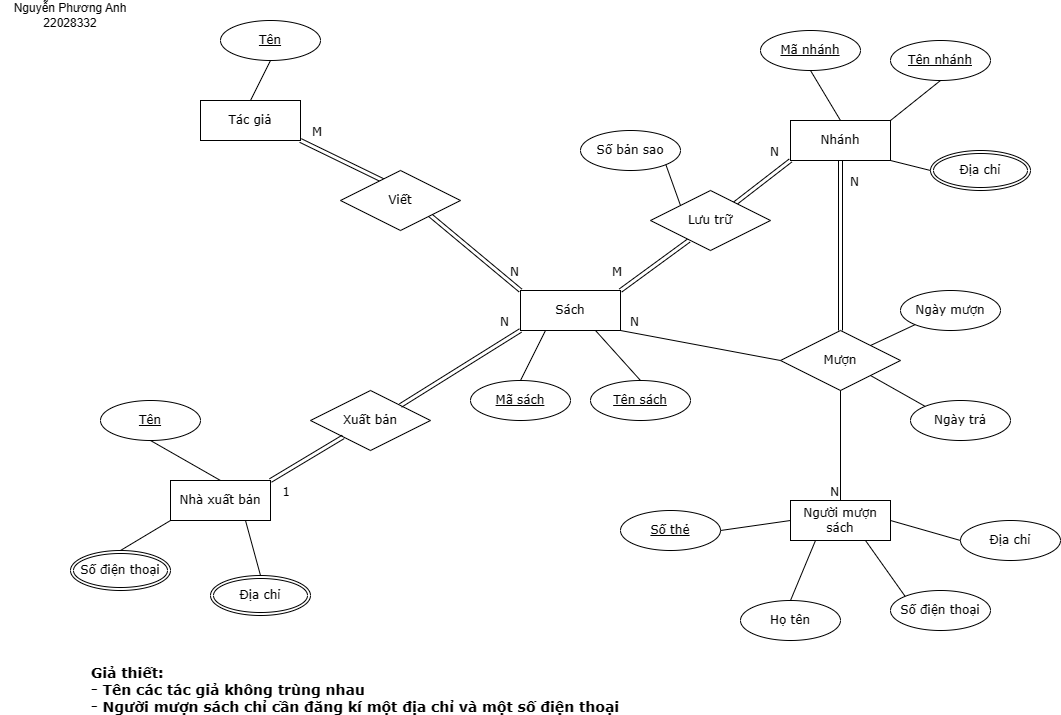 Nguyễn Phương Anh
22028332
Tên
Mã nhánh
Tên nhánh
Tác giả
M
Nhánh
Số bản sao
N
Địa chỉ
N
Viết
Lưu trữ
N
M
Sách
Ngày mượn
N
N
Mượn
Mã sách
Tên sách
Tên
Xuất bản
Ngày trả
1
N
Nhà xuất bản
Người mượn
sách
Số thẻ
Địa chỉ
Số điện thoại
Địa chỉ
Họ tên
Số điện thoại
Giả thiết:
- Tên các tác giả không trùng nhau
- Người mượn sách chỉ cần đăng kí một địa chỉ và một số điện thoại